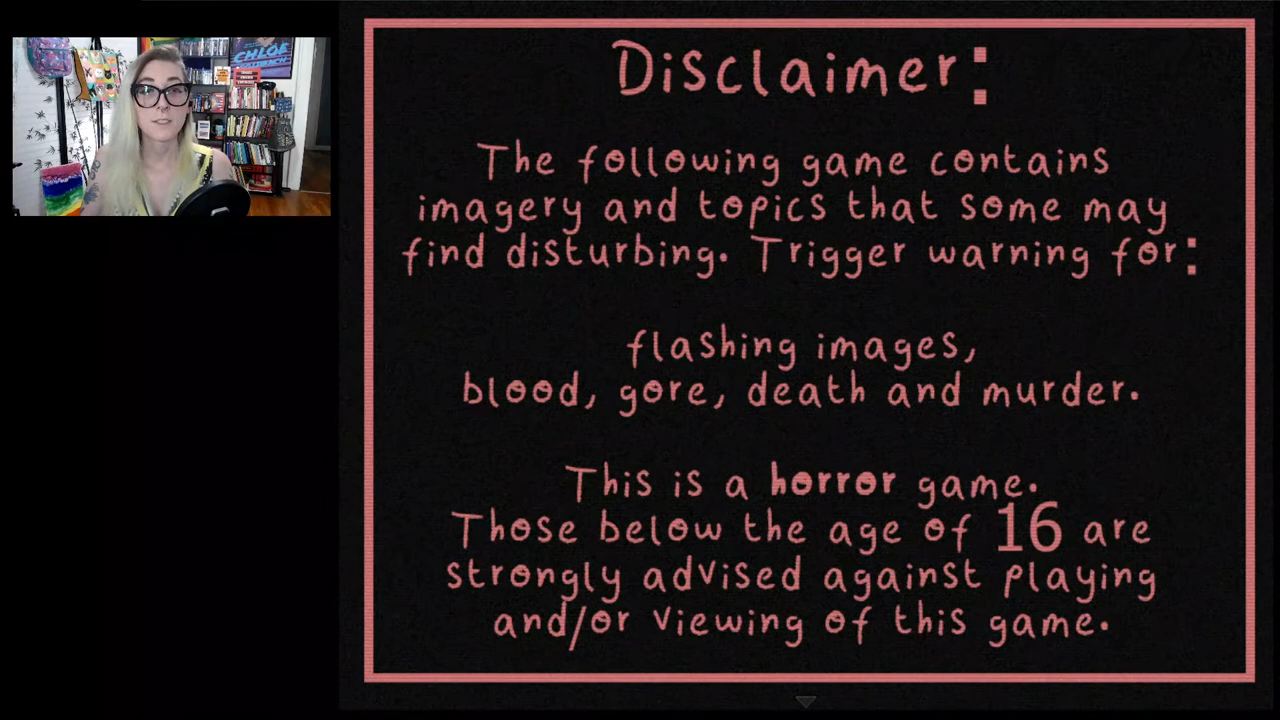 CHLOE
Disclaimer:
The following game contains
imagery and topics that some may
find disturbing. Trigger warning for:
flashing images,
blood, gore, death and murder.
This is a horror game.
Those below the age of 16 are
strongly advised against playing
and/or viewing of this game.